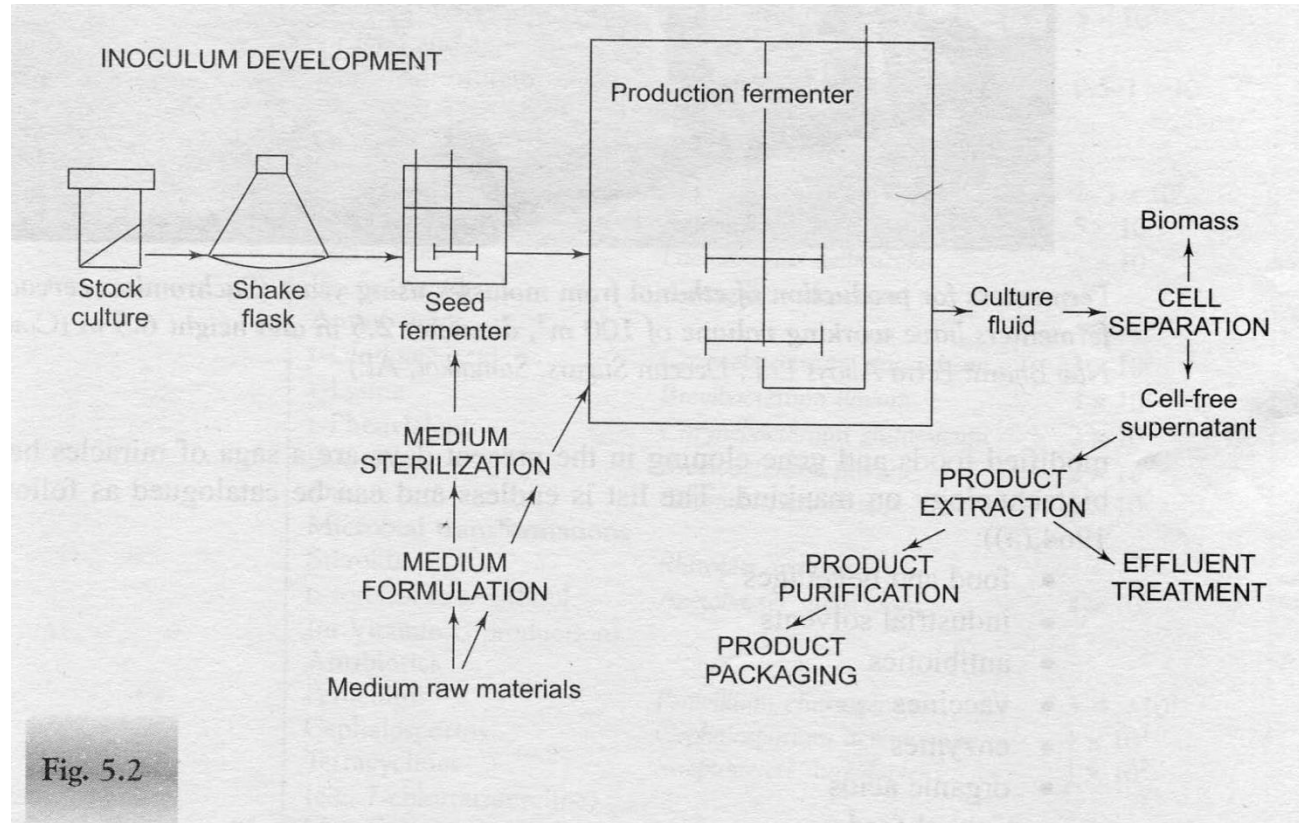 INOCULUM DEVELOPMENT
Production fermenter
Stock
culture
Shake
flask
Seed
fermenter
Culture
fluid
Biomass
CELL
SEPARATION
Cell-free
supernatant
MEDIUM
STERILIZATION
MEDIUM
FORMULATION
Medium raw materials
PRODUCT
EXTRACTION
PRODUCT
PURIFICATION
EFFLUENT
TREATMENT
PRODUCT
PACKAGING
Fig. 5.2